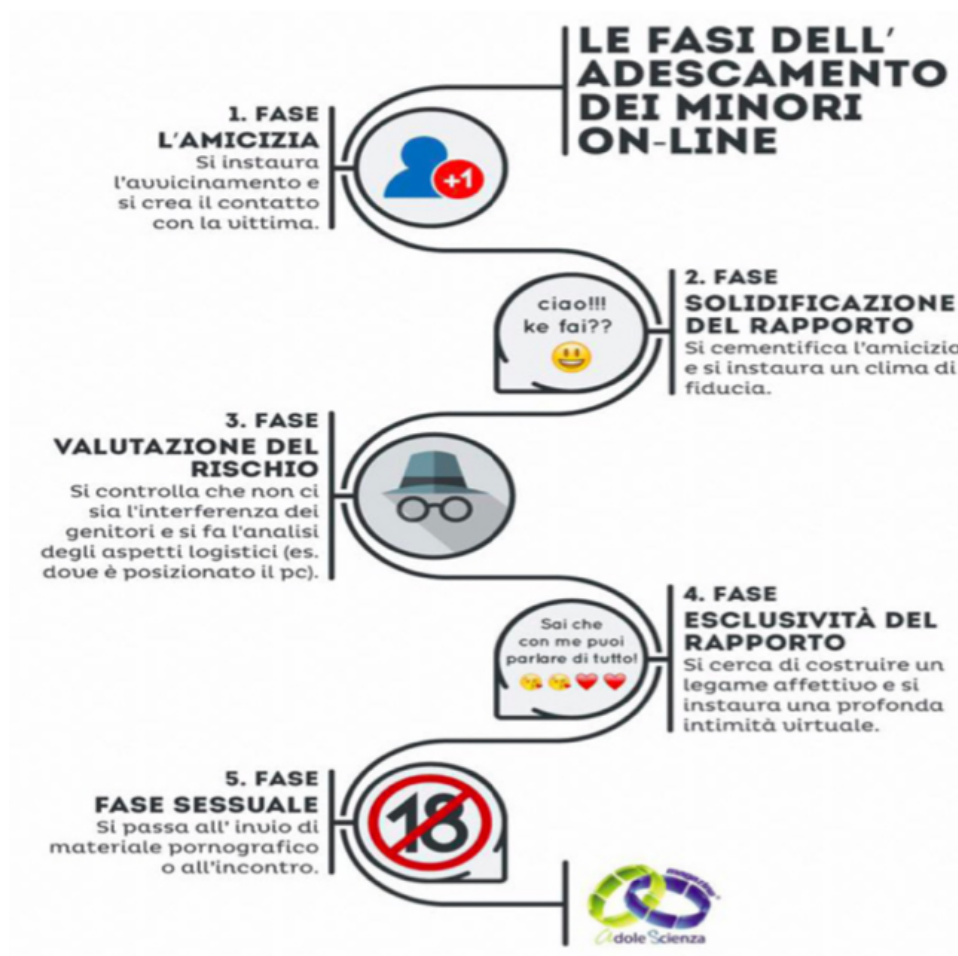 LE FASI DELL'
ADESCAMENTO
DEI MINORI
ON-LINE
1. FASE
L'AMICIZIA
Si instaura
l'avvicinamento e
si crea il contatto
con la vittima.
+1
2. FASE
SOLIDIFICAZIONE
DEL RAPPORTO
Si cementifica l'amicizia
e si instaura un clima di
fiducia.
ciao!!!
ke fai??
3. FASE
VALUTAZIONE DEL
RISCHIO
Si controlla che non ci
sia l'interferenza dei
genitori e si fa l'analisi
degli aspetti logistici (es.
dove è posizionato il pc).
4. FASE
ESCLUSIVITÀ DEL
RAPPORTO
Si cerca di costruire un
legame affettivo e si
instaura una profonda
intimità virtuale.
Sai che
con me puoi
parlare di tutto!
5. FASE
FASE SESSUALE
Si passa all' invio di
materiale pornografico
o all'incontro.
18
AdoleScienza